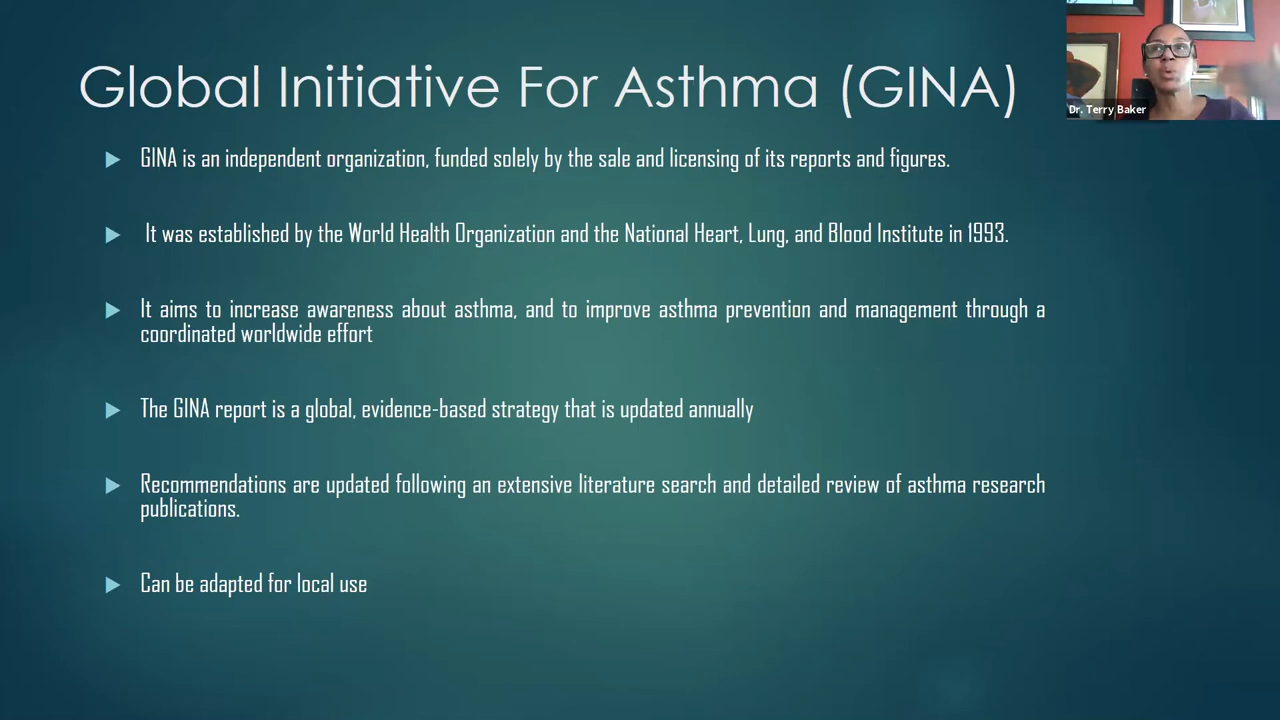 Global Initiative For Asthma (GINA)
Dr. Terry Baker
GINA is an independent organization, funded solely by the sale and licensing of its reports and figures.
It was established by the World Health Organization and the National Heart, Lung, and Blood Institute in 1993.
It aims to increase awareness about asthma, and to improve asthma prevention and management through a
coordinated worldwide effort
The GINA report is a global, evidence-based strategy that is updated annually
Recommendations are updated following an extensive literature search and detailed review of asthma research
publications.
Can be adapted for local use